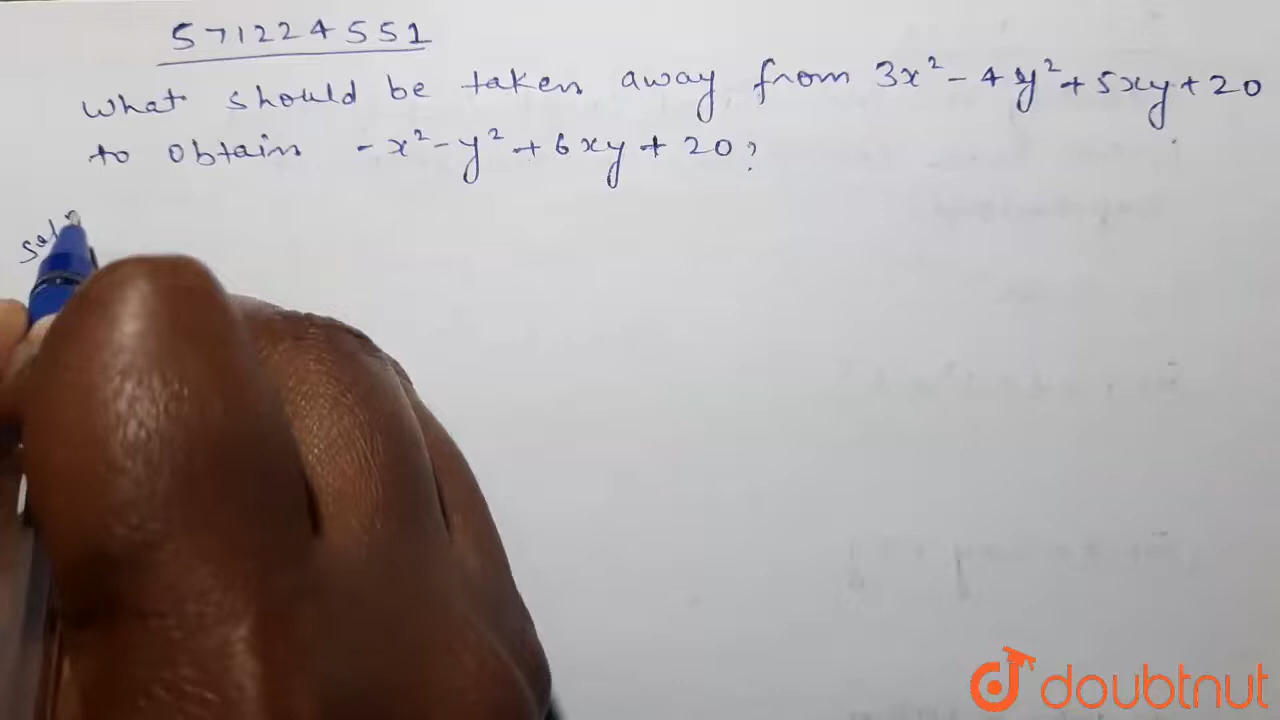 571224551
What should be taken away from 3x² - 4y² + 5xy + 20
to obtain - x² - y² + 6xy + 20?
doubtnut